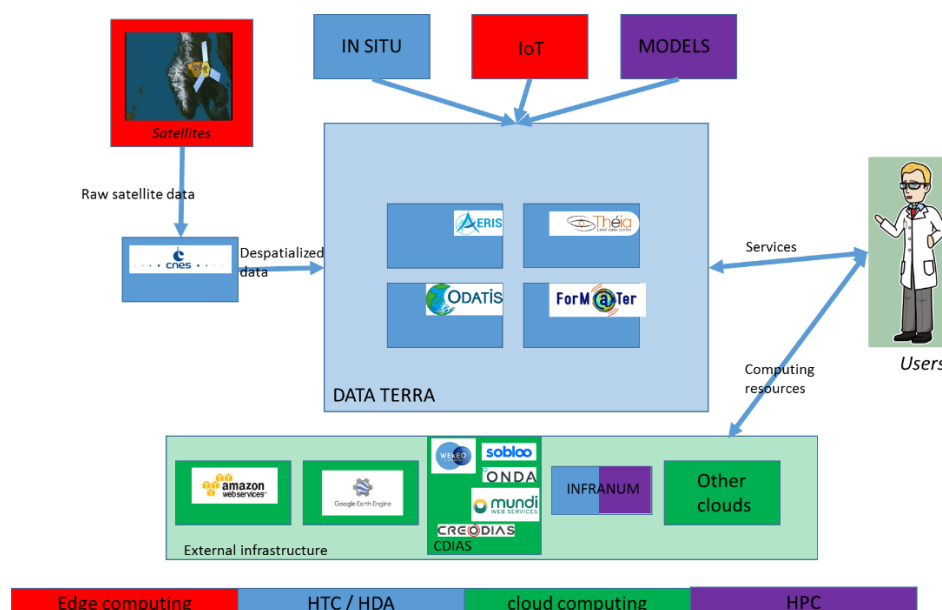 IN SITU
IoT
MODELS
Satellites
Raw satellite data
cnes
Despatialized
data
AERIS
Théia
ODATIS
ForM@Ter
DATA TERRA
Services
Users
Computing
resources
amazon
web services™
Google Earth Engine
WEkEO
sobloo
ONDA
mundi
WEB SERVICES
CREODIAS
CDIAS
INFRANUM
Other
clouds
External infrastructure
Edge computing
HTC / HDA
cloud computing
HPC